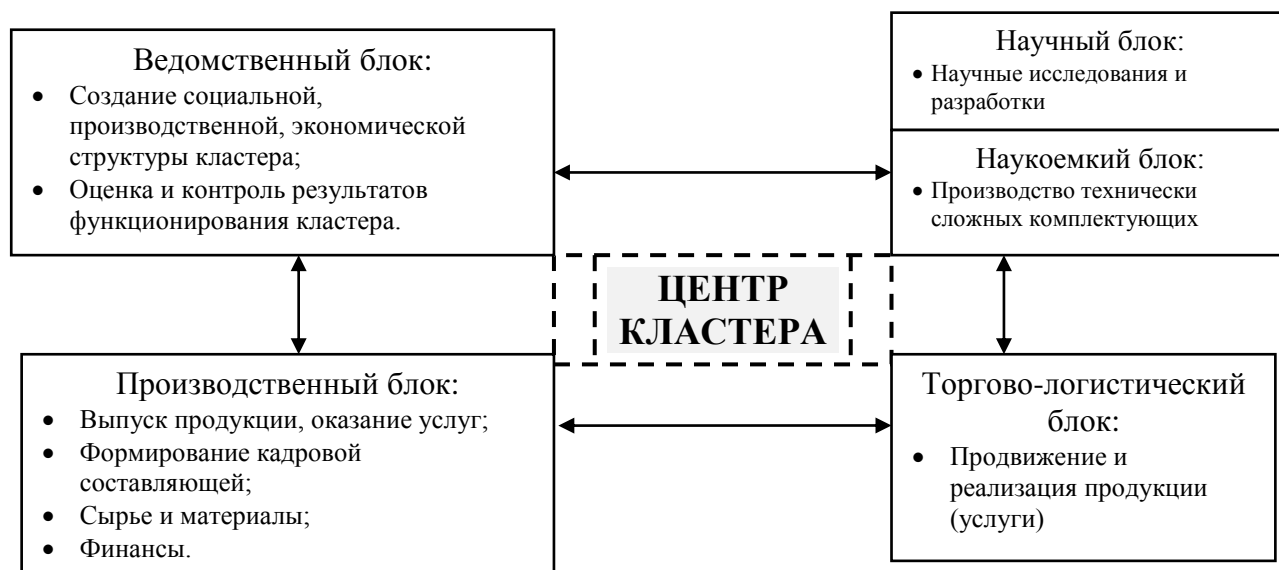 Ведомственный блок:
• Создание социальной,
производственной, экономической
структуры кластера;
• Оценка и контроль результатов
функционирования кластера.
Научный блок:
• Научные исследования и
разработки
Наукоемкий блок:
• Производство технически
сложных комплектующих
ЦЕНТР
КЛАСТЕРА
Производственный блок:
• Выпуск продукции, оказание услуг;
• Формирование кадровой
составляющей;
• Сырье и материалы;
• Финансы.
Торгово-логистический
блок:
• Продвижение и
реализация продукции
(услуги)